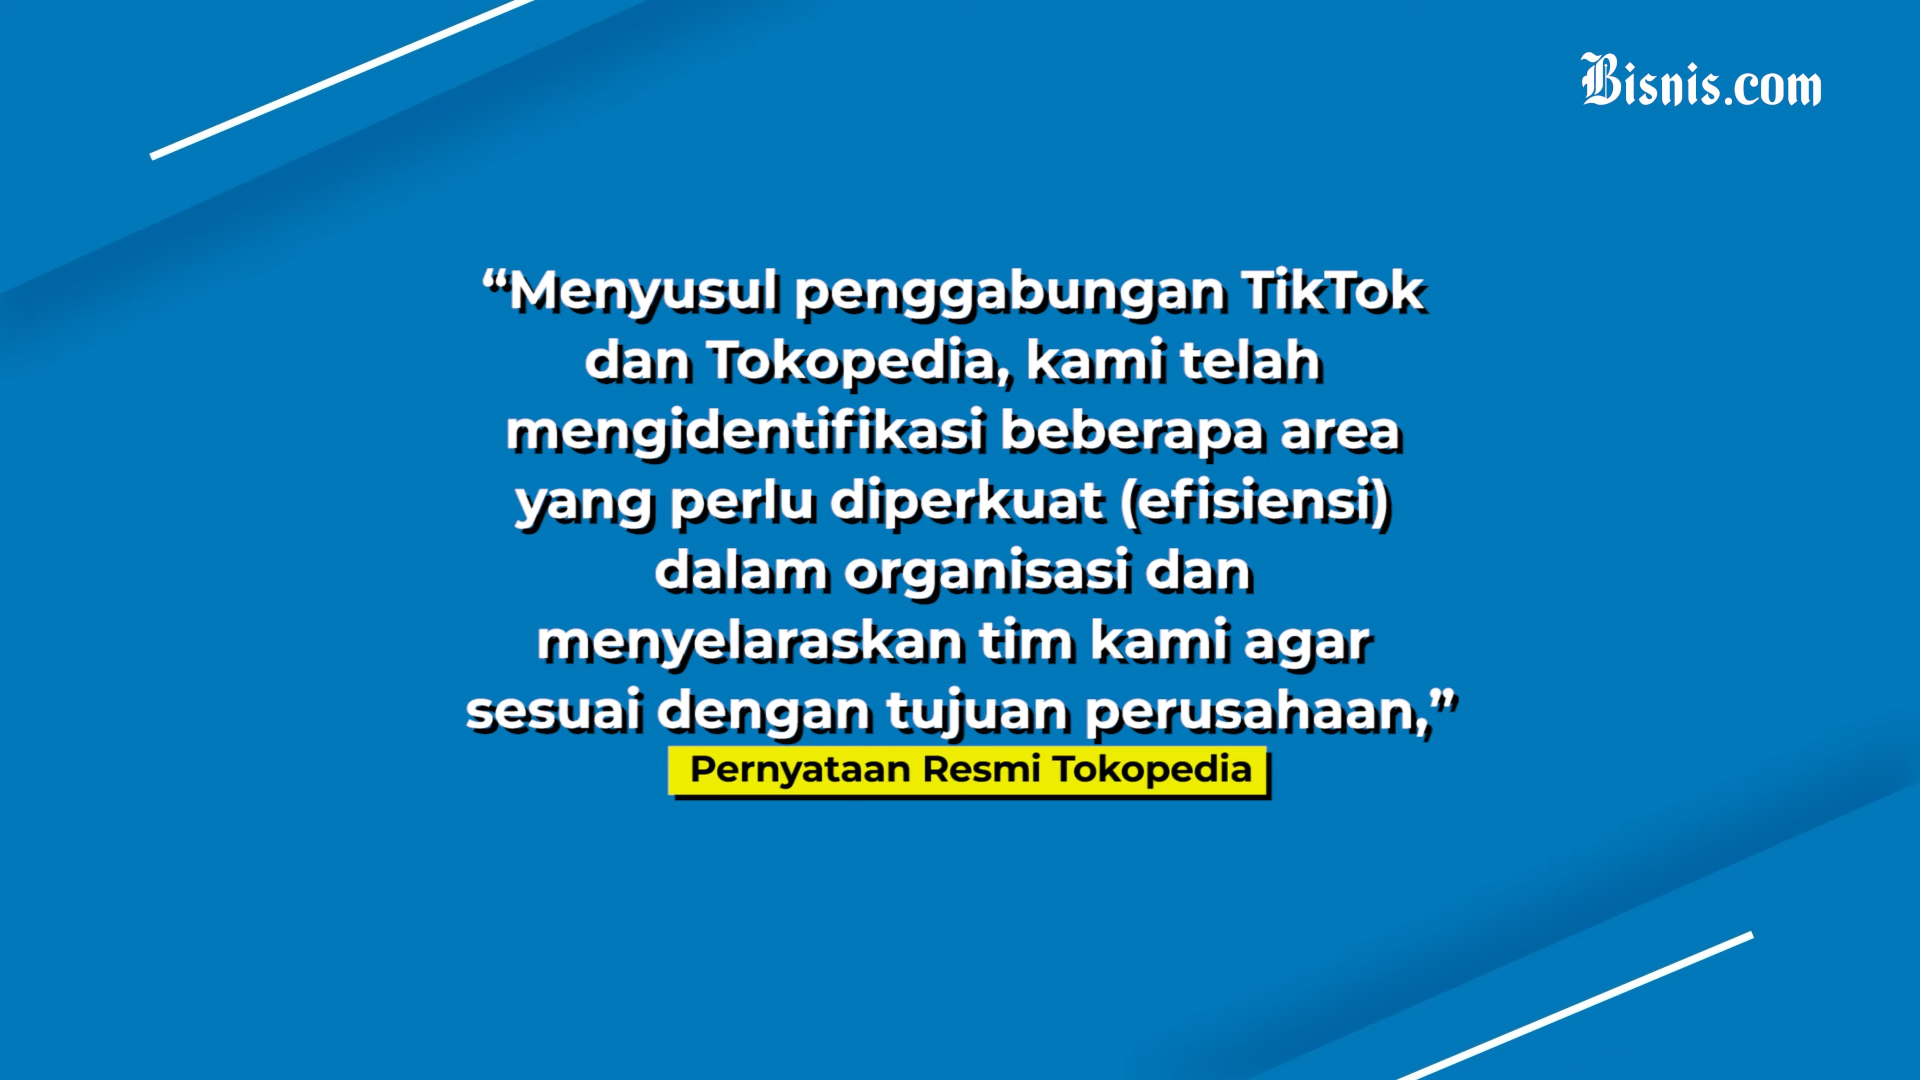 Bisnis.com
“Menyusul penggabungan TikTok
dan Tokopedia, kami telah
mengidentifikasi beberapa area
yang perlu diperkuat (efisiensi)
dalam organisasi dan
menyelaraskan tim kami agar
sesuai dengan tujuan perusahaan,”
Pernyataan Resmi Tokopedia